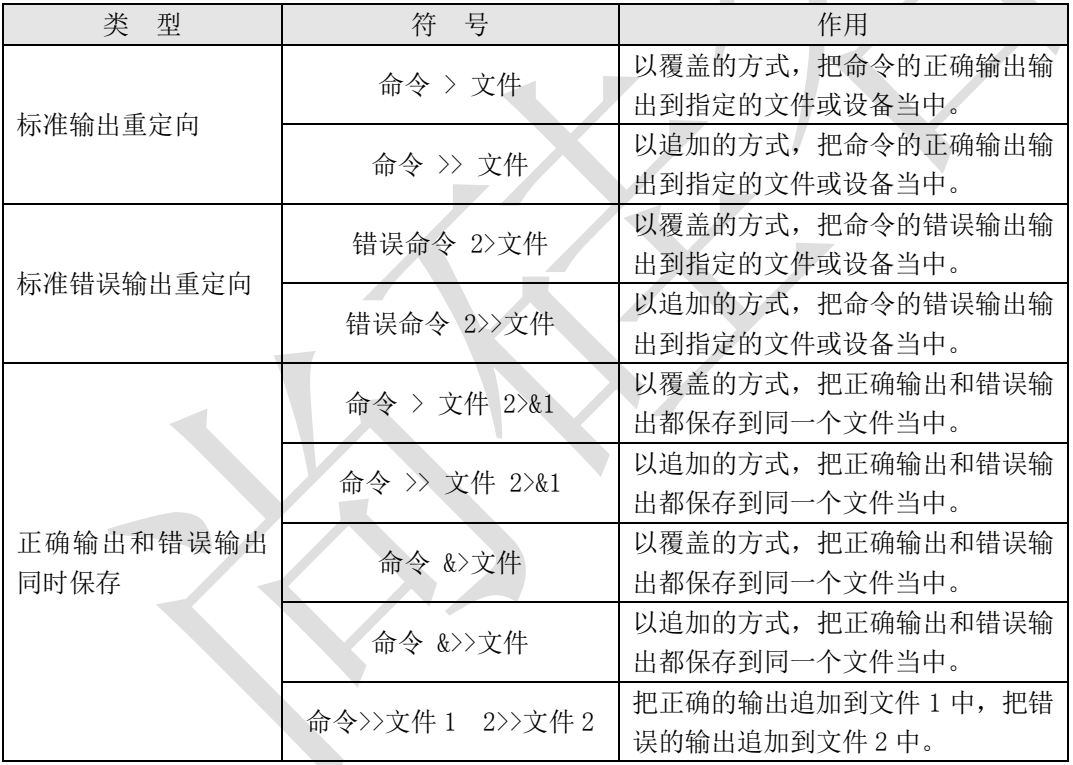 类 型
符 号
作用
标准输出重定向
命令 > 文件
以覆盖的方式，把命令的正确输出输
出到指定的文件或设备当中。
命令 >> 文件
以追加的方式，把命令的正确输出输
出到指定的文件或设备当中。
标准错误输出重定向
错误命令 2>文件
以覆盖的方式，把命令的错误输出输
出到指定的文件或设备当中。
错误命令 2>>文件
以追加的方式，把命令的错误输出输
出到指定的文件或设备当中。
正确输出和错误输出
同时保存
命令 > 文件 2>&1
以覆盖的方式，把正确输出和错误输
出都保存到同一个文件当中。
命令 >> 文件 2>&1
以追加的方式，把正确输出和错误输
出都保存到同一个文件当中。
命令 &>文件
以覆盖的方式，把正确输出和错误输
出都保存到同一个文件当中。
命令 &>>文件
以追加的方式，把正确输出和错误输
出都保存到同一个文件当中。
命令>>文件 1 2>>文件 2
把正确的输出追加到文件 1 中，把错
误的输出追加到文件 2 中。